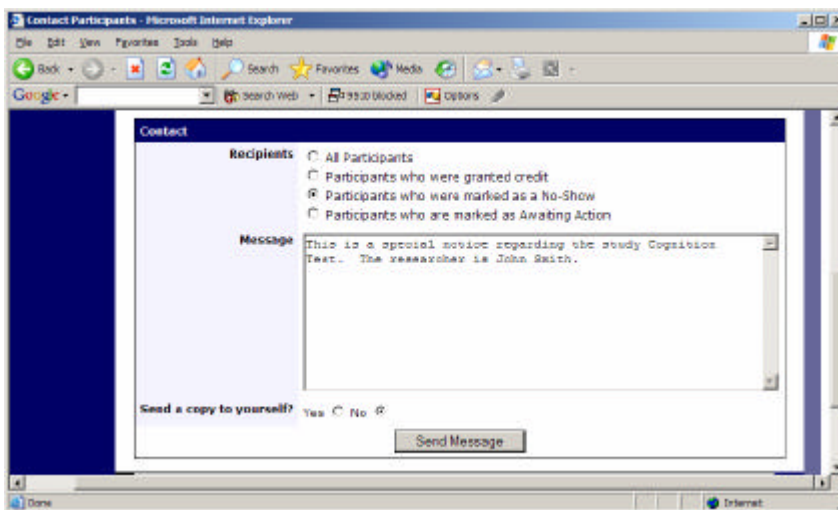 Contact Participants - Microsoft Internet Explorer
File Edit View Favorites Tools Help
Back Search Favorites Media
Google Search Web blocked Options
Contact
Recipients All Participants
Participants who were granted credit
Participants who were marked as a No-Show
Participants who are marked as Awaiting Action
Message This is a special notice regarding the study Cognition
Test. The researcher is John Smith.
Send a copy to yourself? Yes No
Send Message
Done Internet